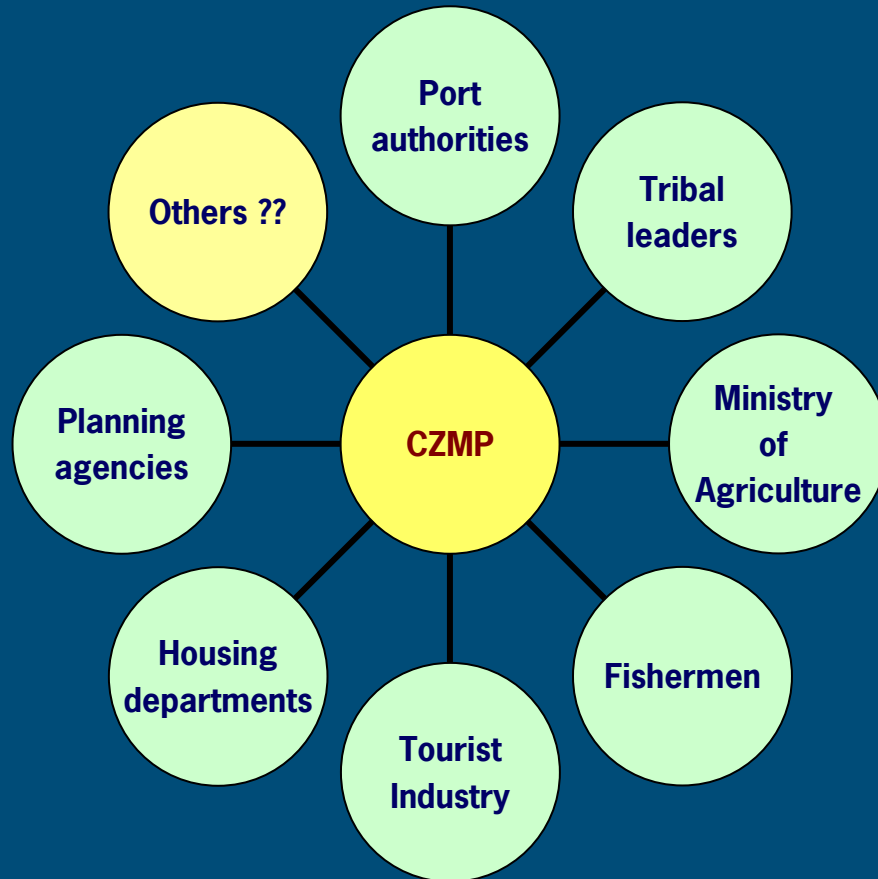 Port
authorities
Others ??
Tribal
leaders
Planning
agencies
CZMP
Ministry
of
Agriculture
Housing
departments
Fishermen
Tourist
Industry